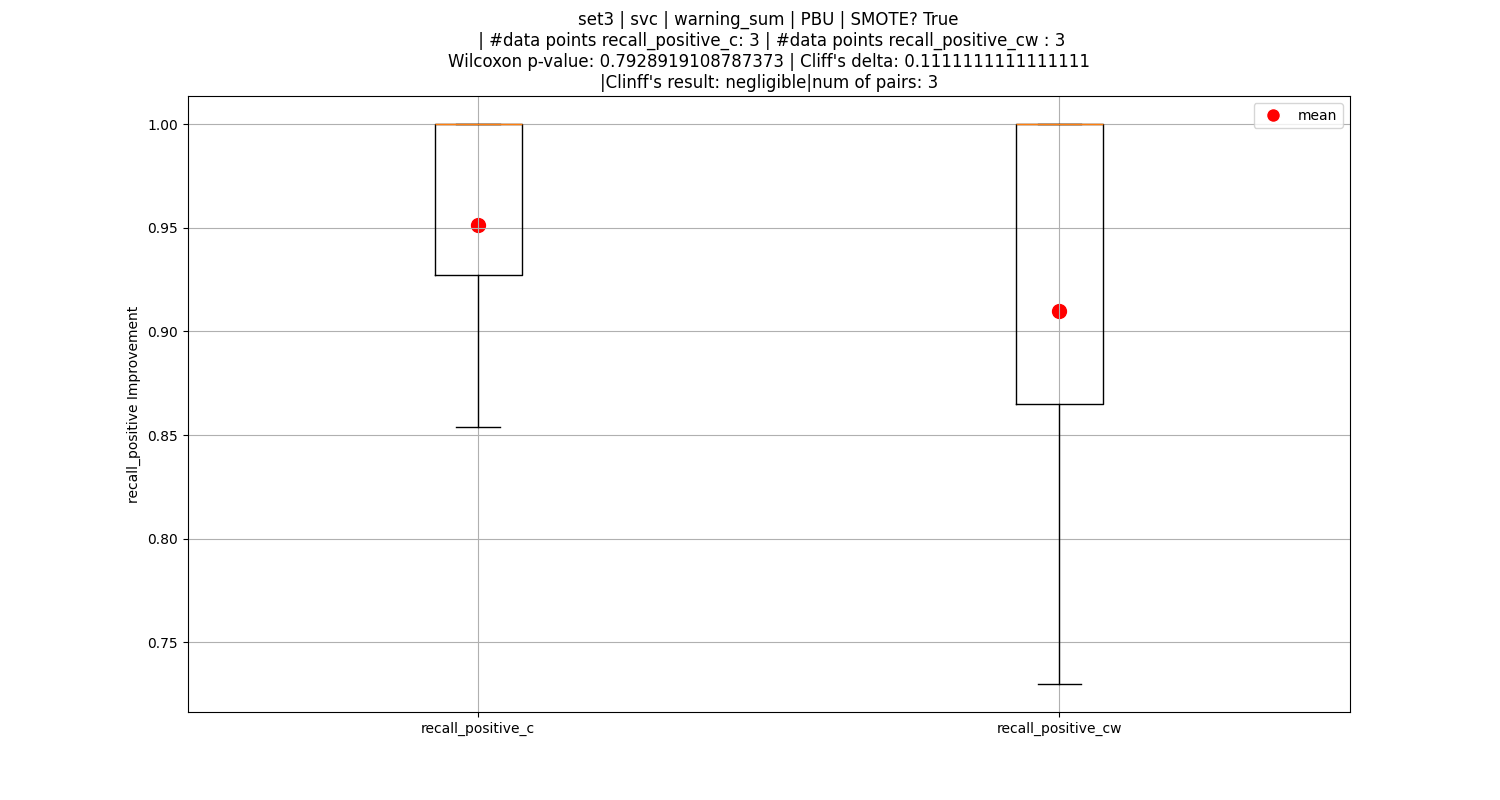 set3 | svc | warning_sum | PBU | SMOTE? True
| #data points recall_positive_c: 3 | #data points recall_positive_cw : 3
Wilcoxon p-value: 0.7928919108787373 | Cliff's delta: 0.1111111111111111
|Clinff's result: negligible|num of pairs: 3
mean
1.00
0.95
0.90
0.85
0.80
0.75
recall_positive Improvement
recall_positive_c
recall_positive_cw